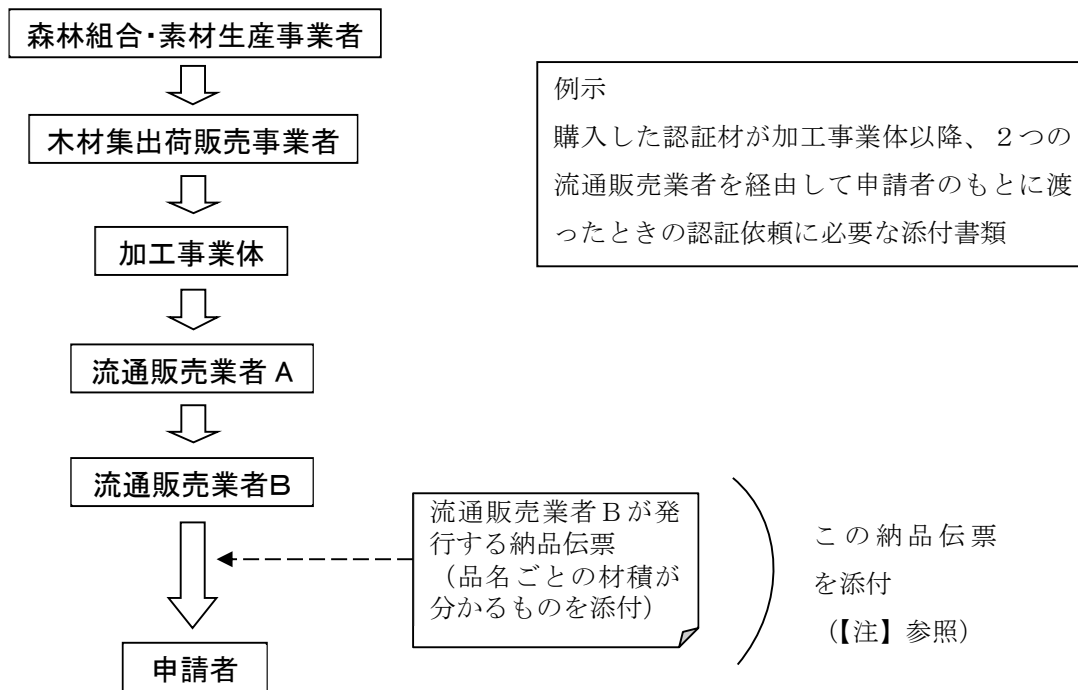 森林組合・素材生産事業者
木材集出荷販売事業者
加工事業体
流通販売業者 A
流通販売業者B
申請者
例示
購入した認証材が加工事業体以降、２つの
流通販売業者を経由して申請者のもとに渡
ったときの認証依頼に必要な添付書類
流通販売業者Ｂが発
行する納品伝票
（品名ごとの材積が
分かるものを添付）
この納品伝票
を添付
（【注】参照）